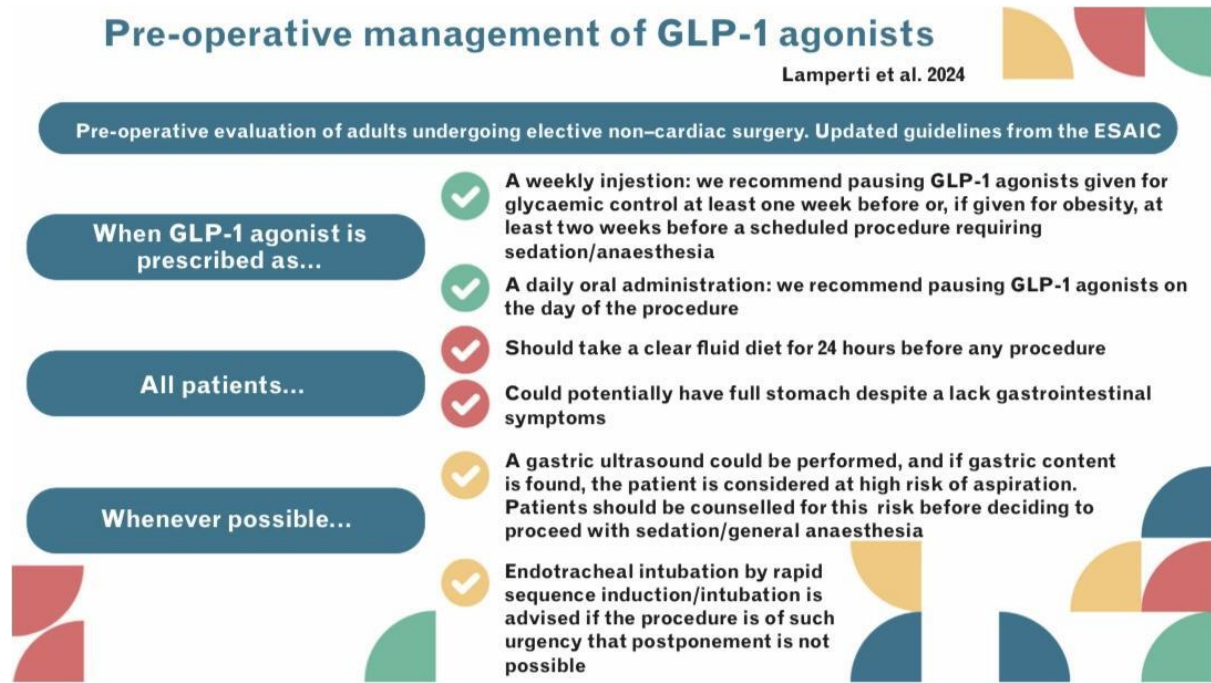 Pre-operative management of GLP-1 agonists
Lamperti et al. 2024
Pre-operative evaluation of adults undergoing elective non–cardiac surgery. Updated guidelines from the ESAIC
When GLP-1 agonist is
prescribed as...
A weekly injestion: we recommend pausing GLP-1 agonists given for
glycaemic control at least one week before or, if given for obesity, at
least two weeks before a scheduled procedure requiring
sedation/anaesthesia
A daily oral administration: we recommend pausing GLP-1 agonists on
the day of the procedure
All patients...
Should take a clear fluid diet for 24 hours before any procedure
Could potentially have full stomach despite a lack gastrointestinal
symptoms
Whenever possible...
A gastric ultrasound could be performed, and if gastric content
is found, the patient is considered at high risk of aspiration.
Patients should be counselled for this risk before deciding to
proceed with sedation/general anaesthesia
Endotracheal intubation by rapid
sequence induction/intubation is
advised if the procedure is of such
urgency that postponement is not
possible